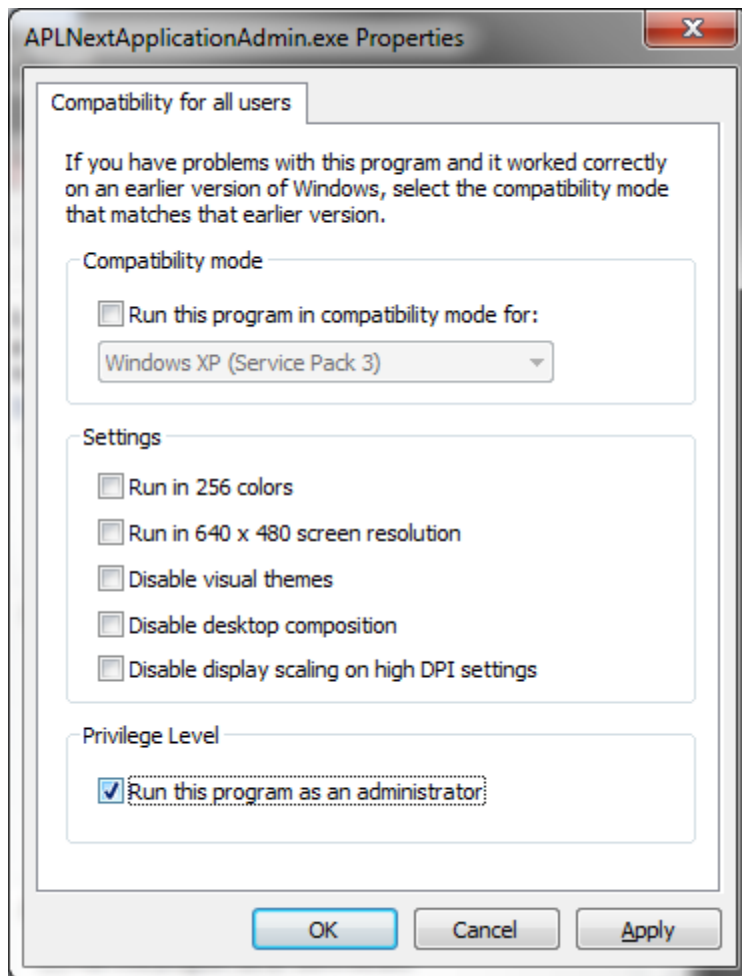 APLNextApplicationAdmin.exe Properties
Compatibility for all users
If you have problems with this program and it worked correctly
on an earlier version of Windows, select the compatibility mode
that matches that earlier version.
Compatibility mode
Run this program in compatibility mode for:
Windows XP (Service Pack 3)
Settings
Run in 256 colors
Run in 640 x 480 screen resolution
Disable visual themes
Disable desktop composition
Disable display scaling on high DPI settings
Privilege Level
Run this program as an administrator
OK Cancel Apply